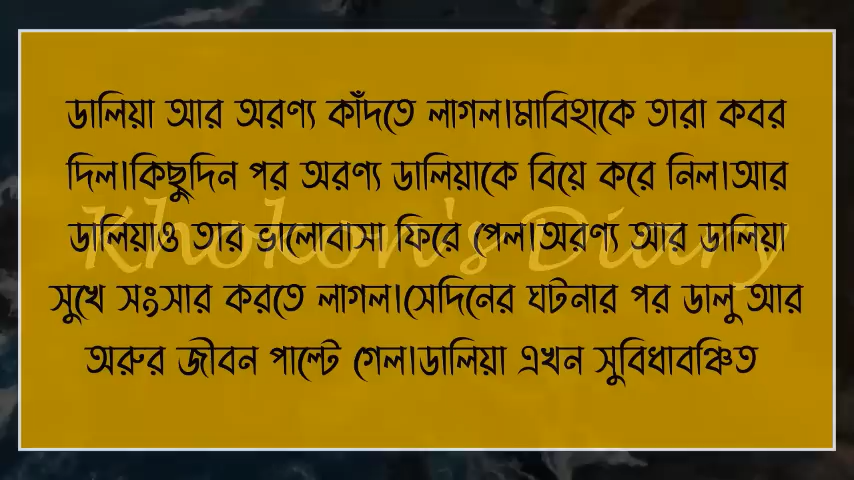 ডালিয়া আর অরণ্য কাঁদতে লাগল।মাবিহাকে তারা কবর
দিল।কিছুদিন পর অরণ্য ডালিয়াকে বিয়ে করে নিল।আর
ডালিয়াও তার ভালোবাসা ফিরে পেল।অরণ্য আর ডালিয়া
সুখে সংসার করতে লাগল।সেদিনের ঘটনার পর ডালু আর
অরুর জীবন পাল্টে গেল।ডালিয়া এখন সুবিধাবঞ্চিত
Khokon's Diary